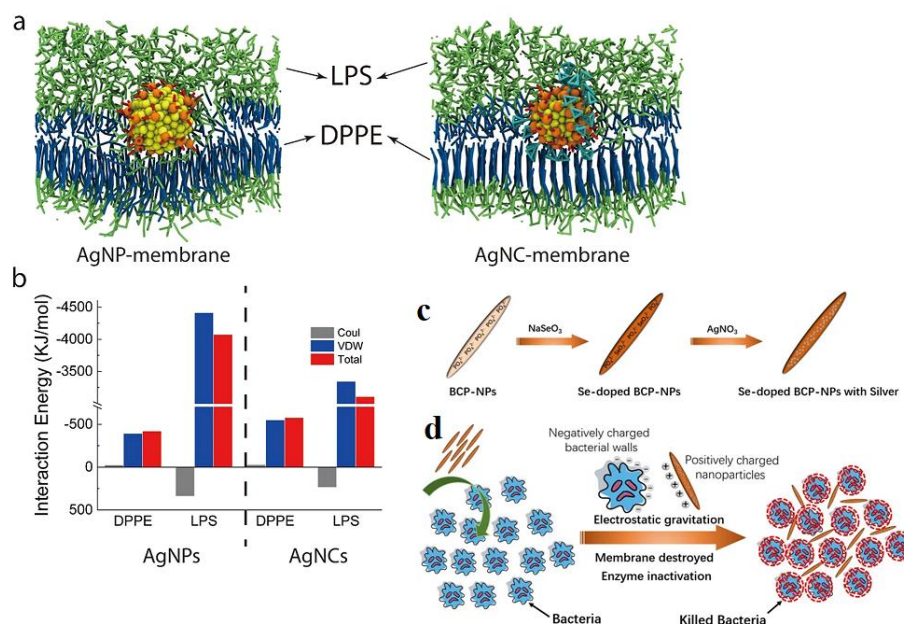 a
LPS
DPPE
AgNP-membrane
AgNC-membrane
b
Interaction Energy (KJ/mol)
-4500
-4000
-3500
-500
0
500
Coul
VDW
Total
DPPE
LPS
DPPE
LPS
AgNPs
AgNCs
c
NaSeO₃
AgNO₃
BCP-NPs
Se-doped BCP-NPs
Se-doped BCP-NPs with Silver
d
Negatively charged
bacterial walls
Positively charged
nanoparticles
Electrostatic gravitation
Membrane destroyed
Enzyme inactivation
Bacteria
Killed Bacteria